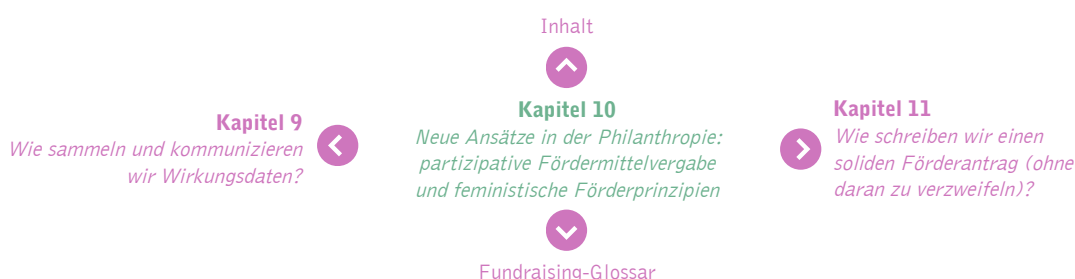 Inhalt
Kapitel 9
Wie sammeln und kommunizieren
wir Wirkungsdaten?
Kapitel 10
Neue Ansätze in der Philanthropie:
partizipative Fördermittelvergabe
und feministische Förderprinzipien
Kapitel 11
Wie schreiben wir einen
soliden Förderantrag (ohne
daran zu verzweifeln)?
Fundraising-Glossar